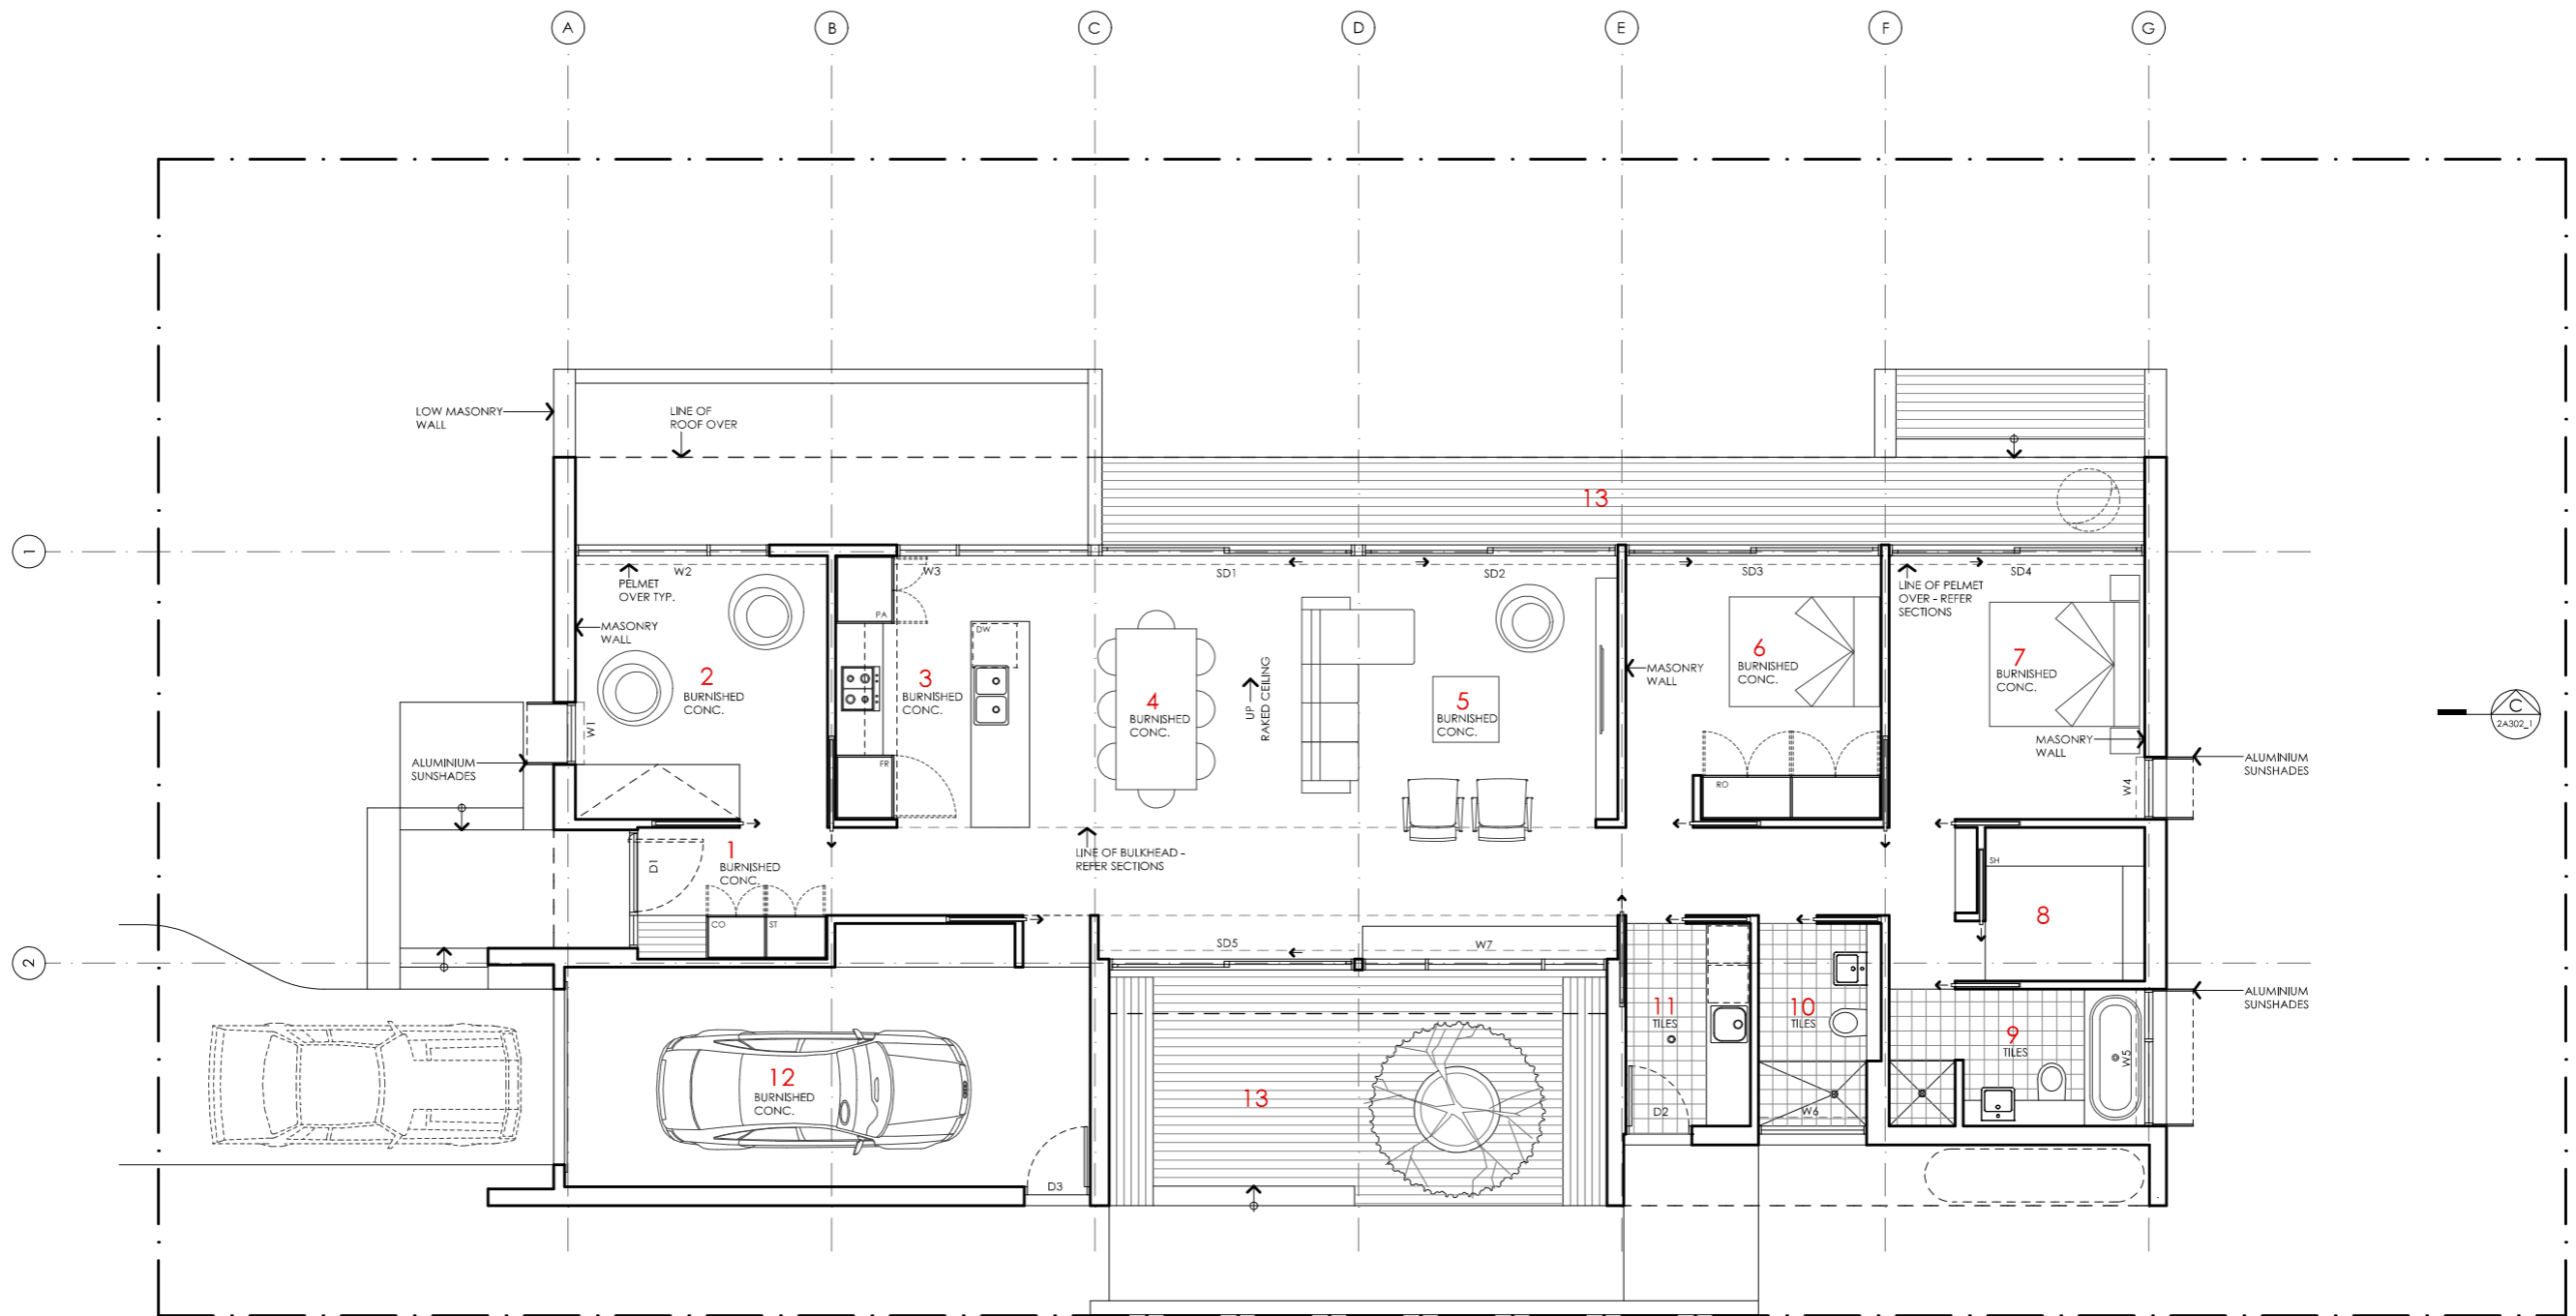 A
B
C
D
E
F
G
LOW MASONRY
WALL
LINE OF
ROOF OVER
13
1
W2
W3
SD1
SD2
SD3
SD4
PELMET
OVER TYP.
LINE OF PELMET
OVER - REFER
SECTIONS
PA
MASONRY
WALL
DW
2
BURNISHED
CONC.
3
BURNISHED
CONC.
4
BURNISHED
CONC.
UP
RAKED CEILING
5
BURNISHED
CONC.
MASONRY
WALL
6
BURNISHED
CONC.
7
BURNISHED
CONC.
C
2A302_1
W1
MASONRY
WALL
ALUMINIUM
SUNSHADES
FR
RO
W4
ALUMINIUM
SUNSHADES
D1
1
BURNISHED
CONC.
LINE OF BULKHEAD -
REFER SECTIONS
SH
8
CO
ST
SD5
W7
2
ALUMINIUM
SUNSHADES
11
TILES
10
TILES
9
TILES
W5
12
BURNISHED
CONC.
13
D2
W6
D3